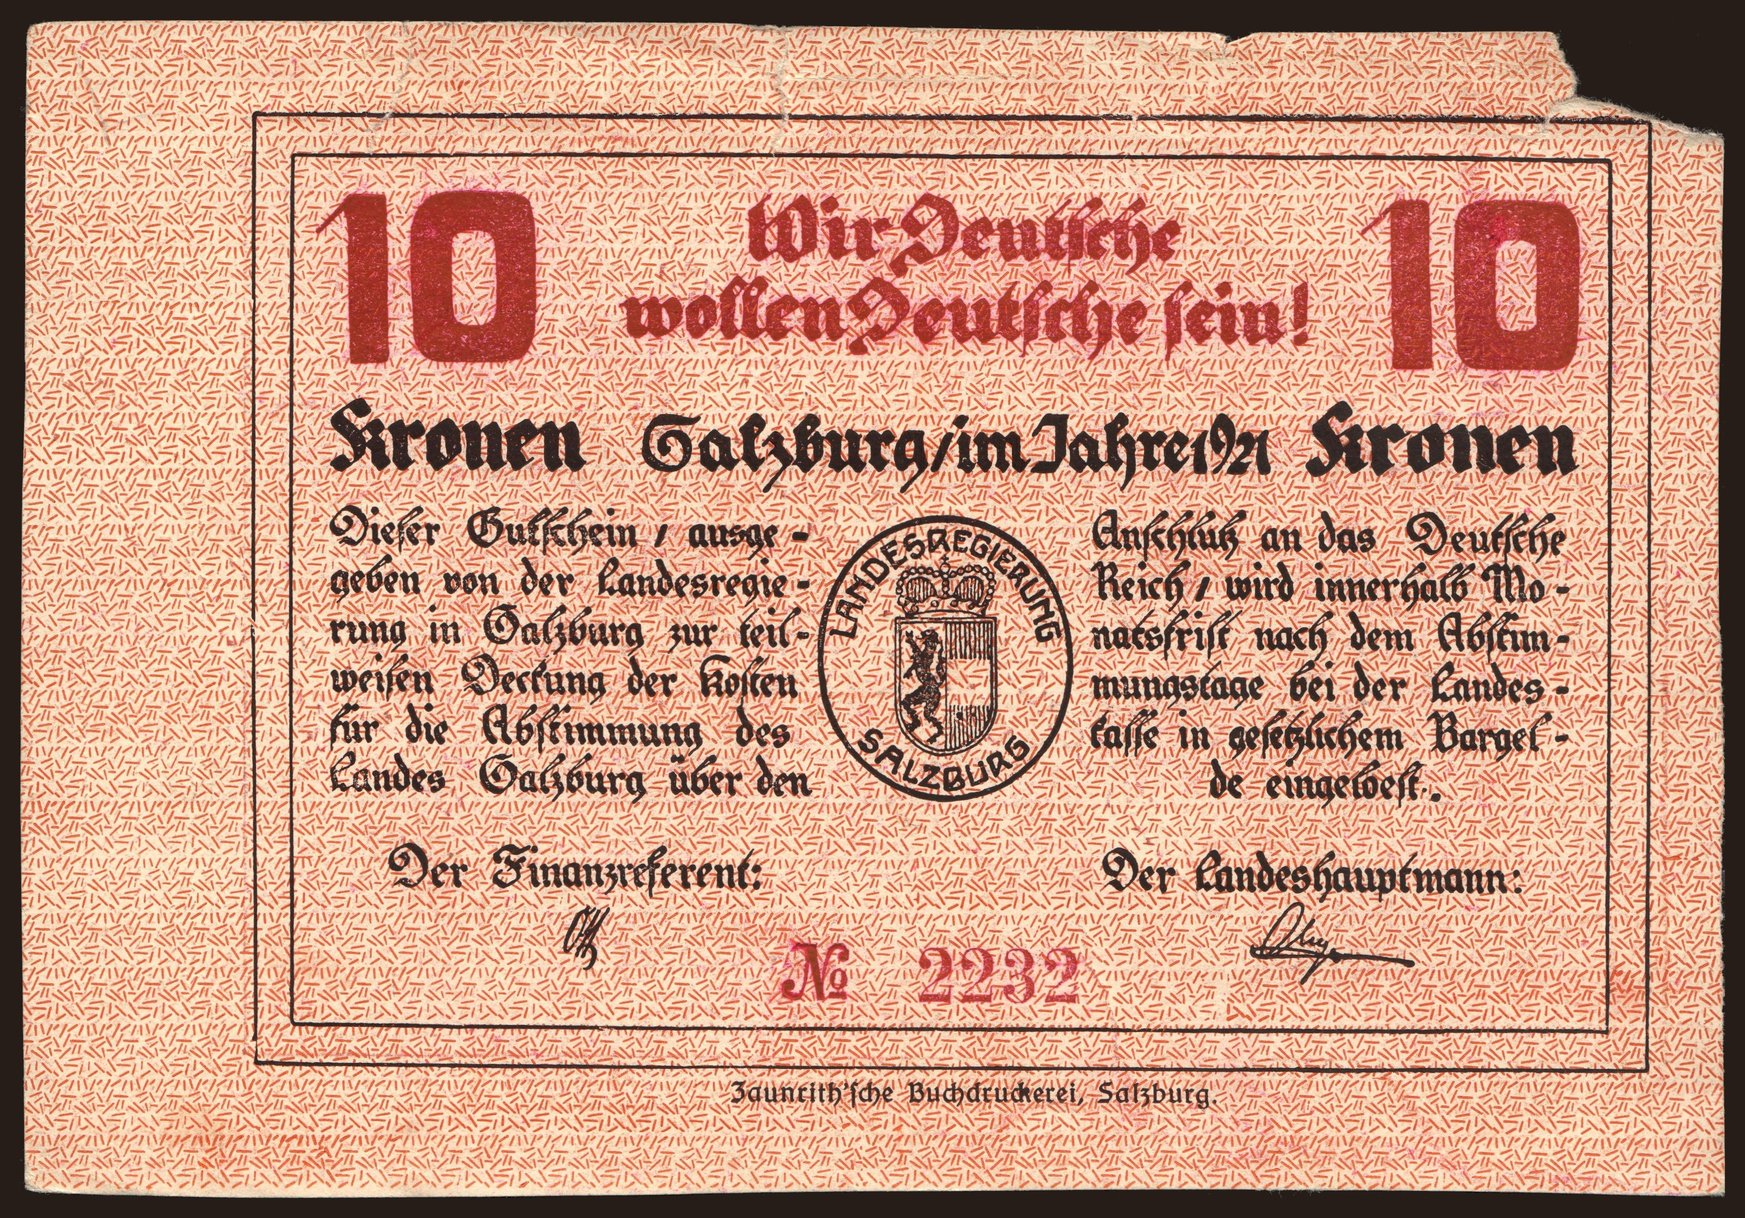 10
Wir Deutsche
wollen Deutsche sein!
10
Kronen
Salzburg/im Jahre 1921
Kronen
Dieser Gutschein / ausge-
geben von der Landesregie-
rung in Salzburg zur teil-
weisen Deckung der Kosten
für die Abstimmung des
Landes Salzburg über den
LANDESREGIERUNG
SALZBURG
Anschluß an das Deutsche
Reich / wird innerhalb Mo-
natsfrist nach dem Abstim-
mungstage bei der Landes-
kasse in gesetzlichem Bargel-
de eingelöst.
Der Finanzreferent:
Der Landeshauptmann:
№ 2232
Zaunrith'sche Buchdruckerei, Salzburg.